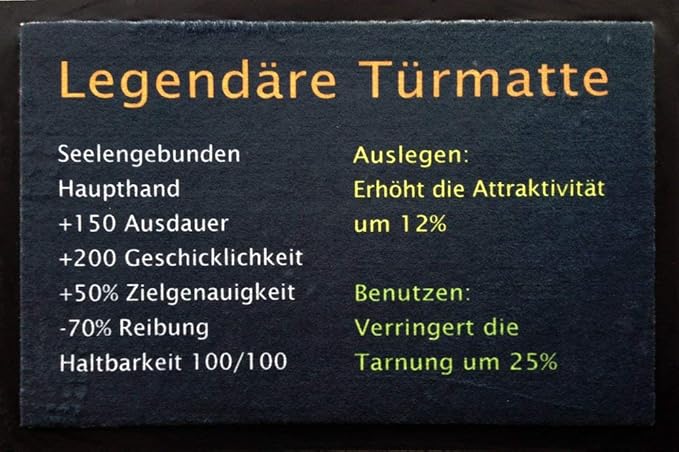 Legendäre Türmatte
Seelengebunden
Haupthand
+150 Ausdauer
+200 Geschicklichkeit
+50% Zielgenauigkeit
-70% Reibung
Haltbarkeit 100/100
Auslegen:
Erhöht die Attraktivität
um 12%
Benutzen:
Verringert die
Tarnung um 25%